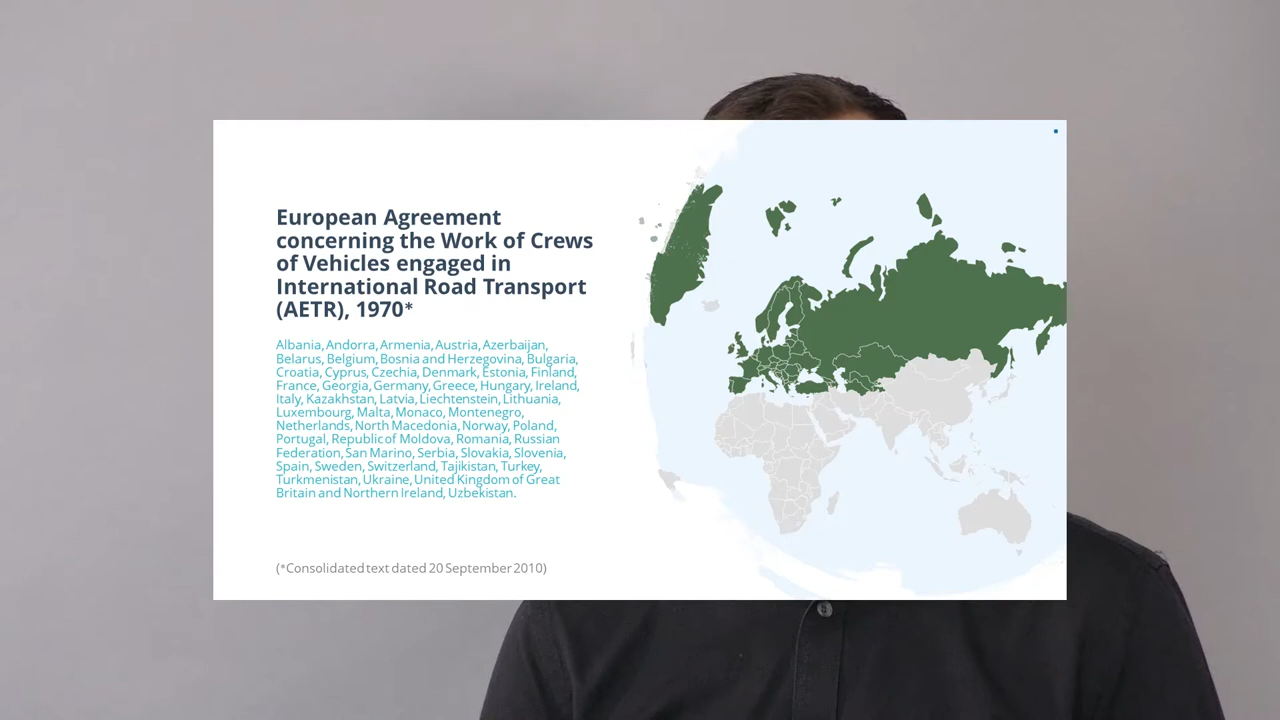 European Agreement
concerning the Work of Crews
of Vehicles engaged in
International Road Transport
(AETR), 1970*
Albania, Andorra, Armenia, Austria, Azerbaijan,
Belarus, Belgium, Bosnia and Herzegovina, Bulgaria,
Croatia, Cyprus, Czechia, Denmark, Estonia, Finland,
France, Georgia, Germany, Greece, Hungary, Ireland,
Italy, Kazakhstan, Latvia, Liechtenstein, Lithuania,
Luxembourg, Malta, Monaco, Montenegro,
Netherlands, North Macedonia, Norway, Poland,
Portugal, Republic of Moldova, Romania, Russian
Federation, San Marino, Serbia, Slovakia, Slovenia,
Spain, Sweden, Switzerland, Tajikistan, Turkey,
Turkmenistan, Ukraine, United Kingdom of Great
Britain and Northern Ireland, Uzbekistan.
(*Consolidated text dated 20 September 2010)